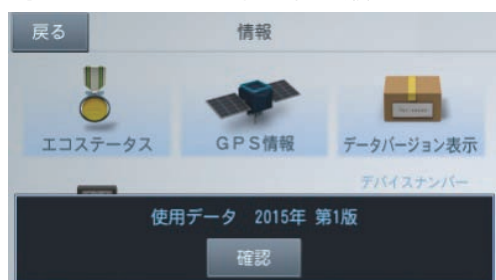 戻る
情報
エコステータス
GPS情報
データバージョン表示
デバイスナンバー
使用データ 2015年 第1版
確認